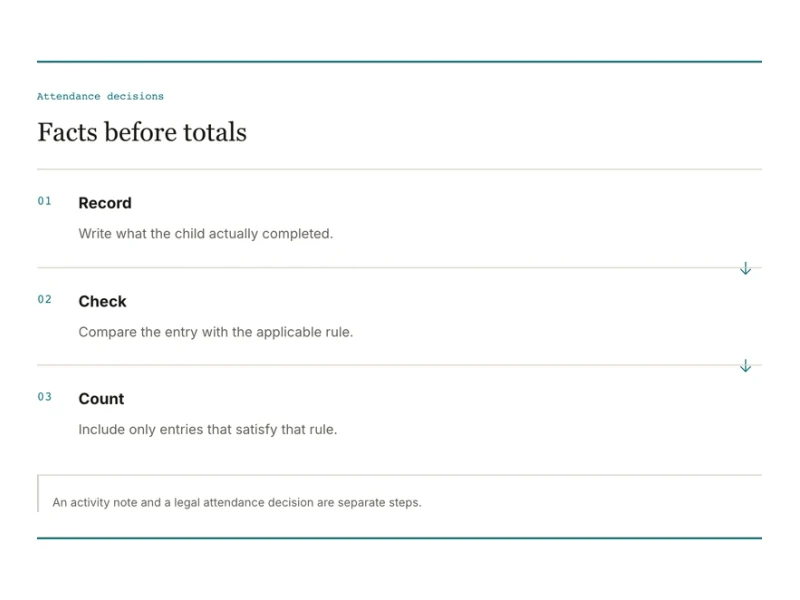 Attendance decisions
Facts before totals
01 Record
Write what the child actually completed.
02 Check
Compare the entry with the applicable rule.
03 Count
Include only entries that satisfy that rule.
An activity note and a legal attendance decision are separate steps.